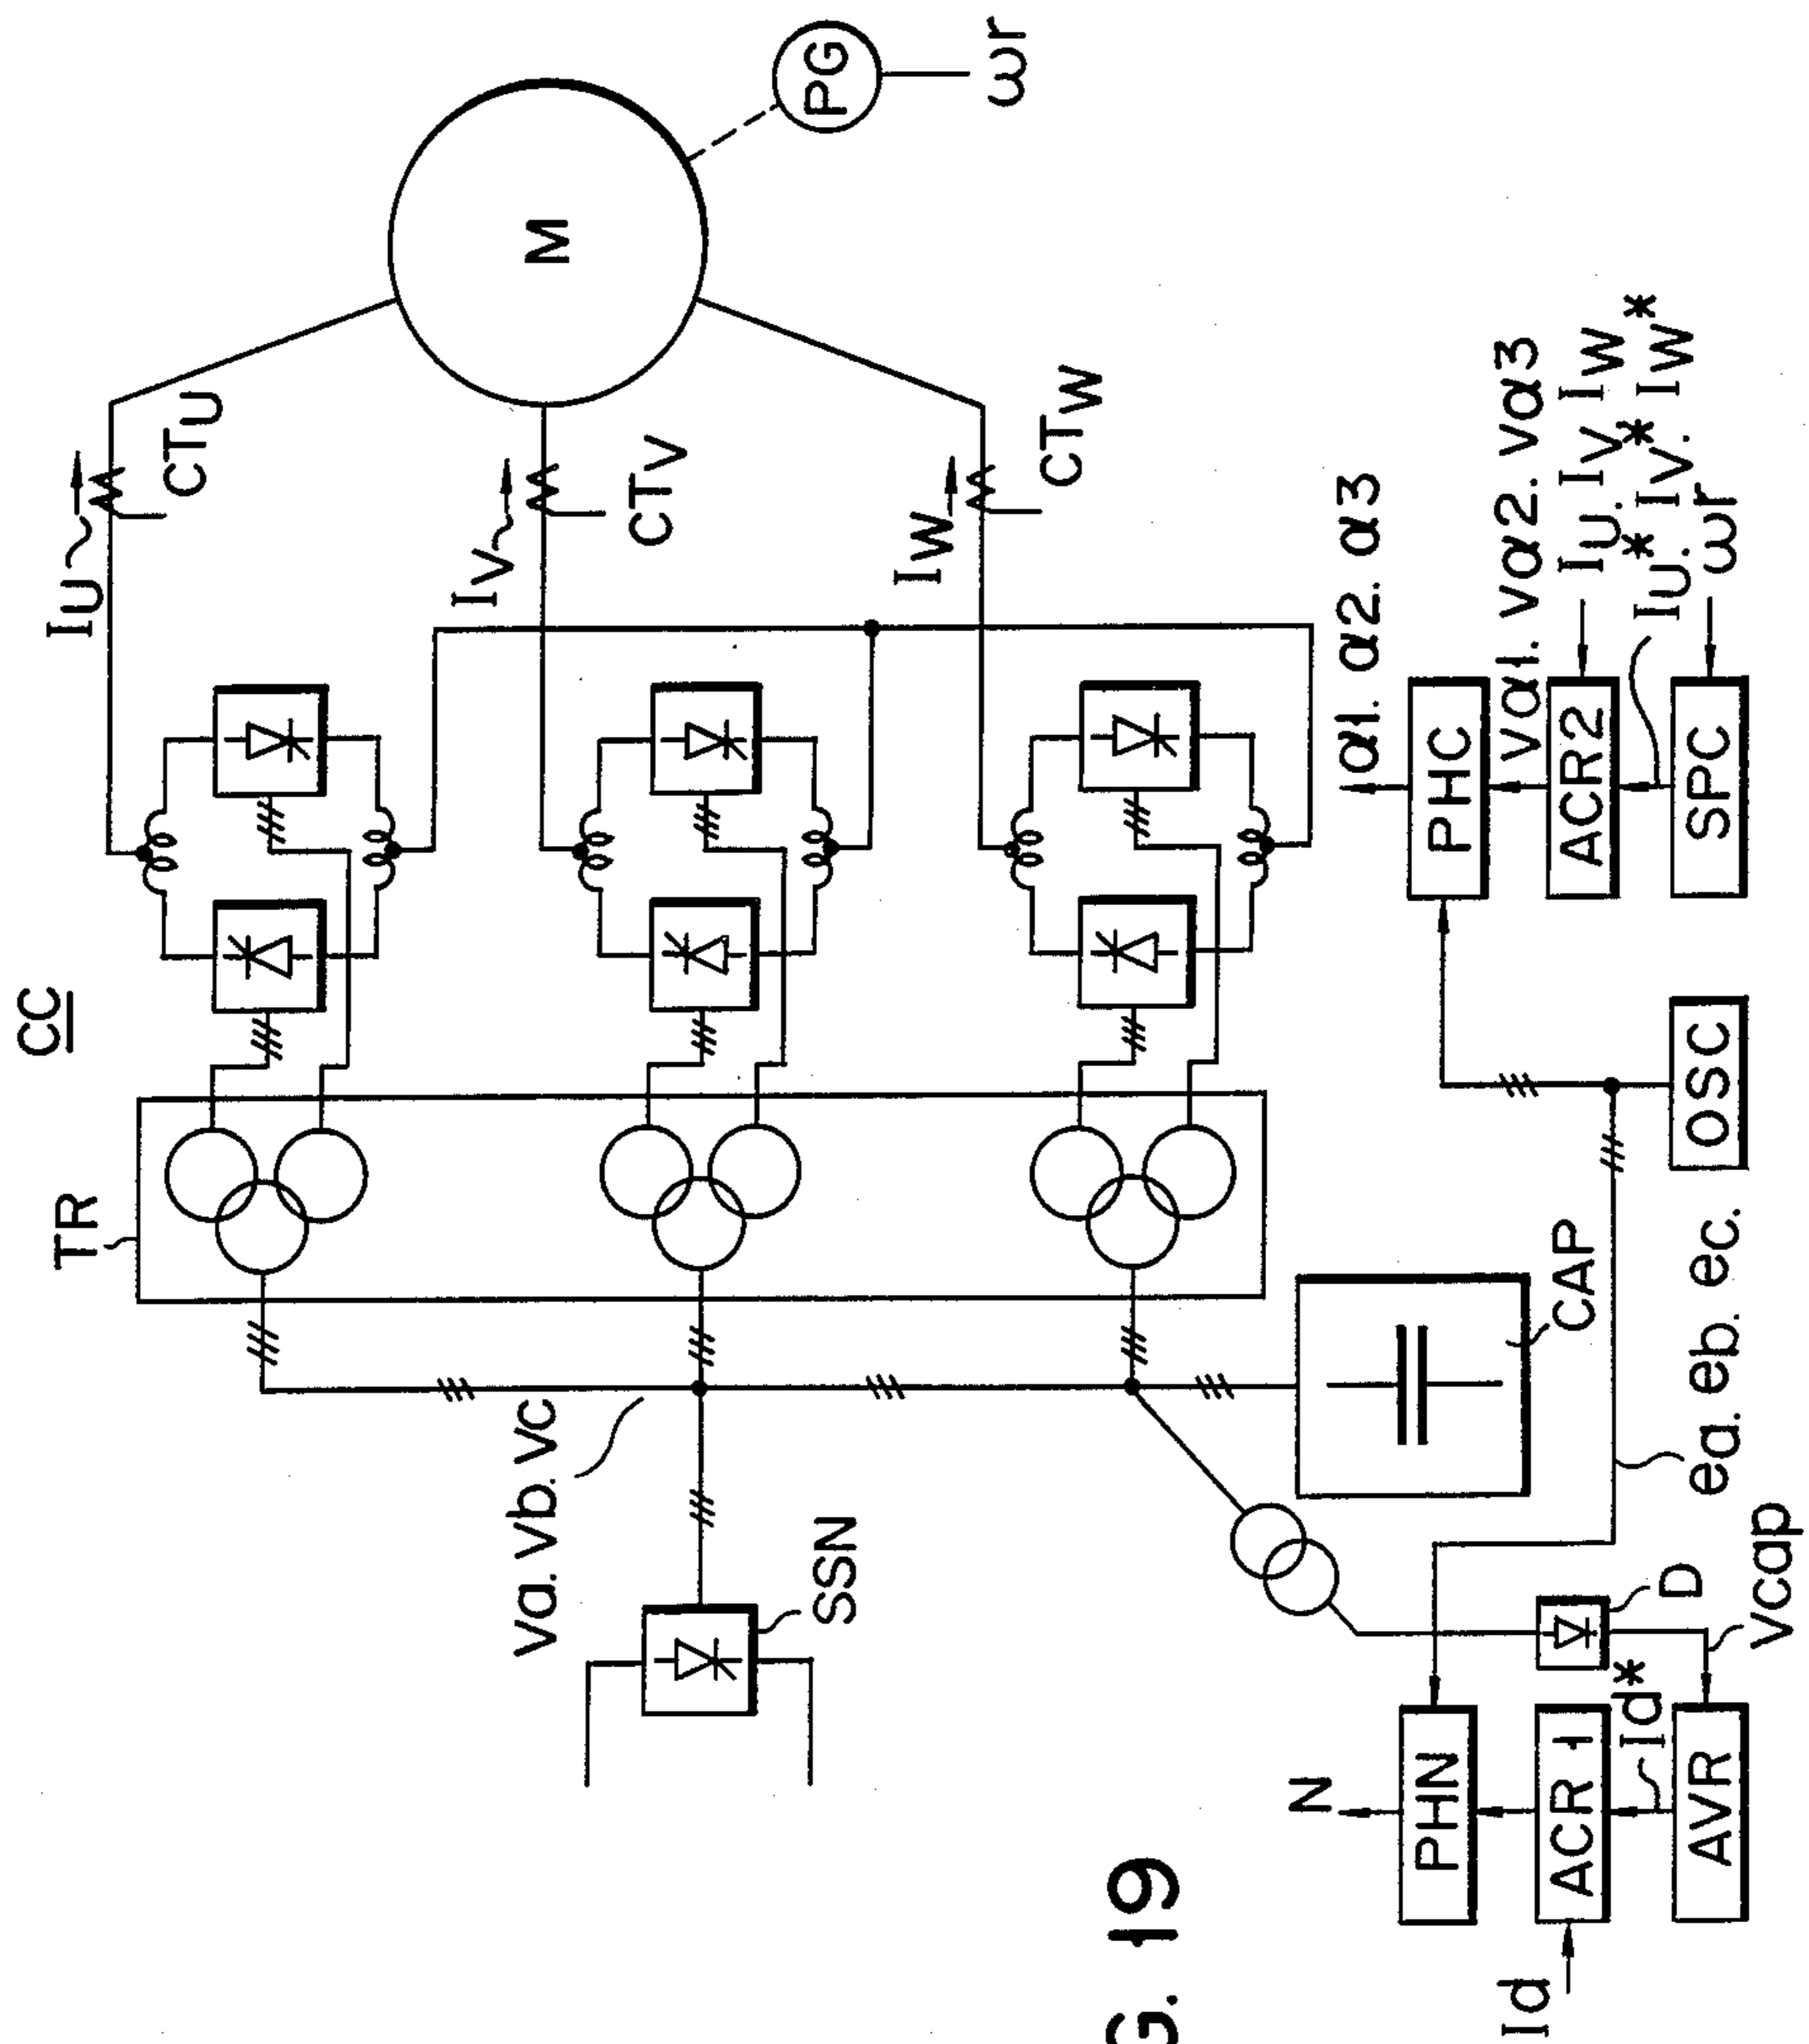 CC
TR
IU
CTU
IV
CTV
IW
CTW
M
PG
ωr
va. vb. vc
SSN
CAP
N
PHN
ACR 1
Id
Id*
AVR
D
vcap
ea. eb. ec.
OSC
α1. α2. α3
PHC
vα1. vα2. vα3
ACR2
IU. IV IW
IU.* IV.* IW*
SPC
ωr
G. 19